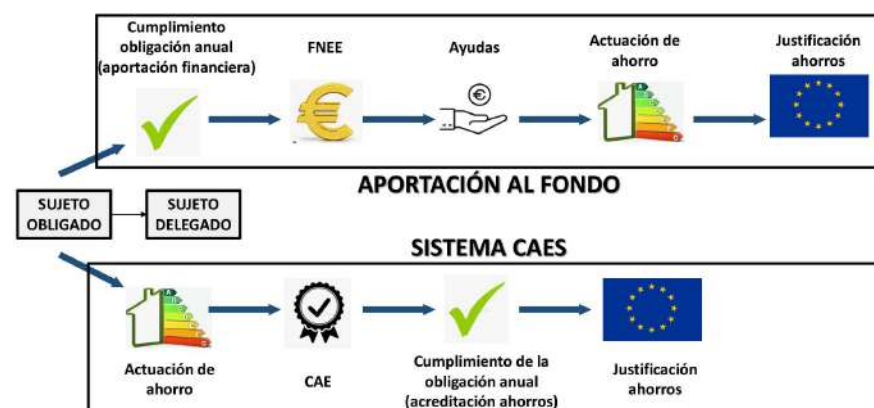 Cumplimiento
obligación anual
(aportación financiera)
FNEE
Ayudas
Actuación de
ahorro
Justificación
ahorros
APORTACIÓN AL FONDO
SUJETO
OBLIGADO
SUJETO
DELEGADO
SISTEMA CAES
Actuación de
ahorro
CAE
Cumplimiento de la
obligación anual
(acreditación ahorros)
Justificación
ahorros